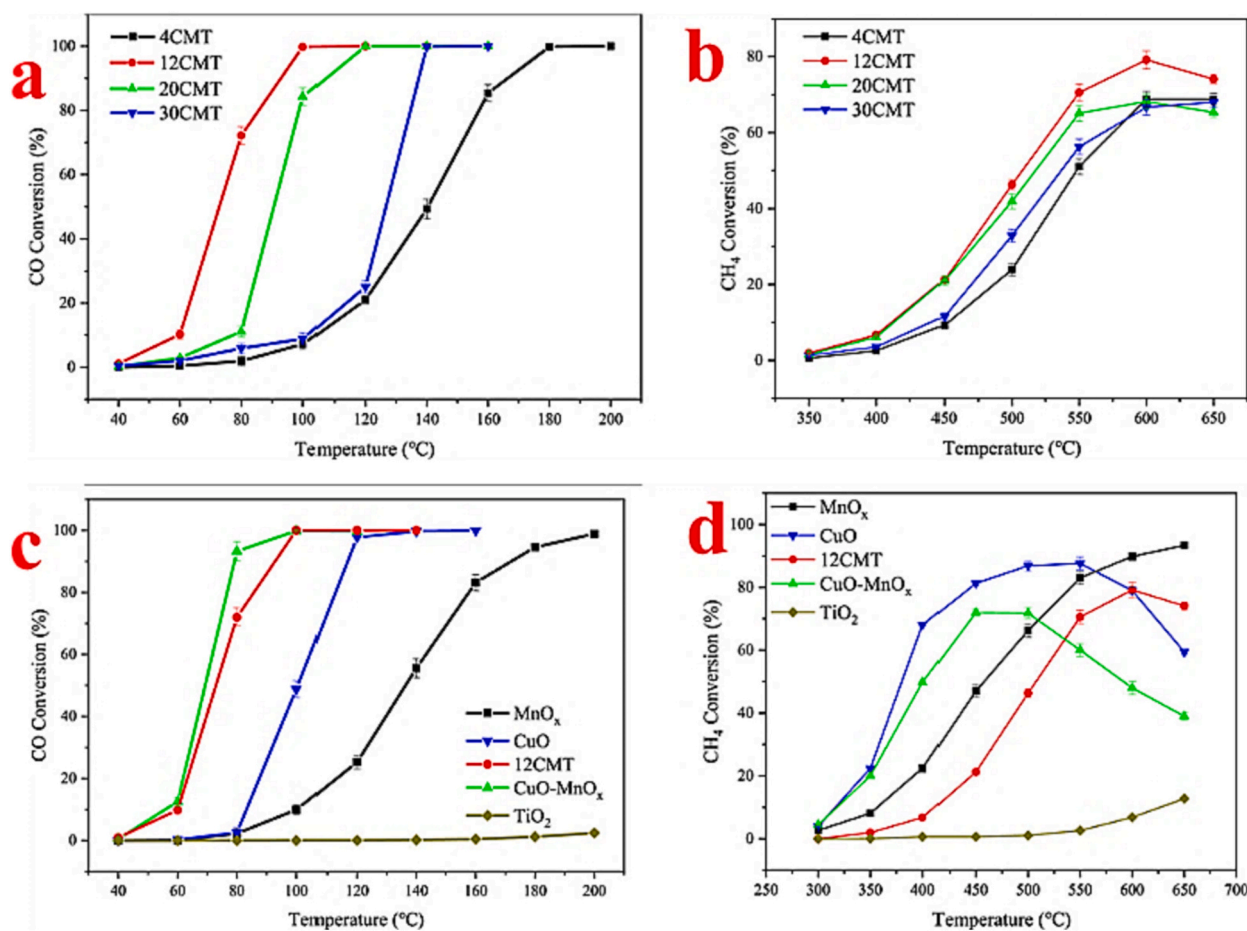 a
4CMT
12CMT
20CMT
30CMT
CO Conversion (%)
100
80
60
40
20
0
40 60 80 100 120 140 160 180 200
Temperature (°C)
b
4CMT
12CMT
20CMT
30CMT
CH₄ Conversion (%)
80
60
40
20
0
350 400 450 500 550 600 650
Temperature (°C)
c
CO Conversion (%)
100
80
60
40
20
0
MnOₓ
CuO
12CMT
CuO-MnOₓ
TiO₂
40 60 80 100 120 140 160 180 200
Temperature (°C)
d
MnOₓ
CuO
12CMT
CuO-MnOₓ
TiO₂
CH₄ Conversion (%)
100
80
60
40
20
0
250 300 350 400 450 500 550 600 650 700
Temperature (°C)